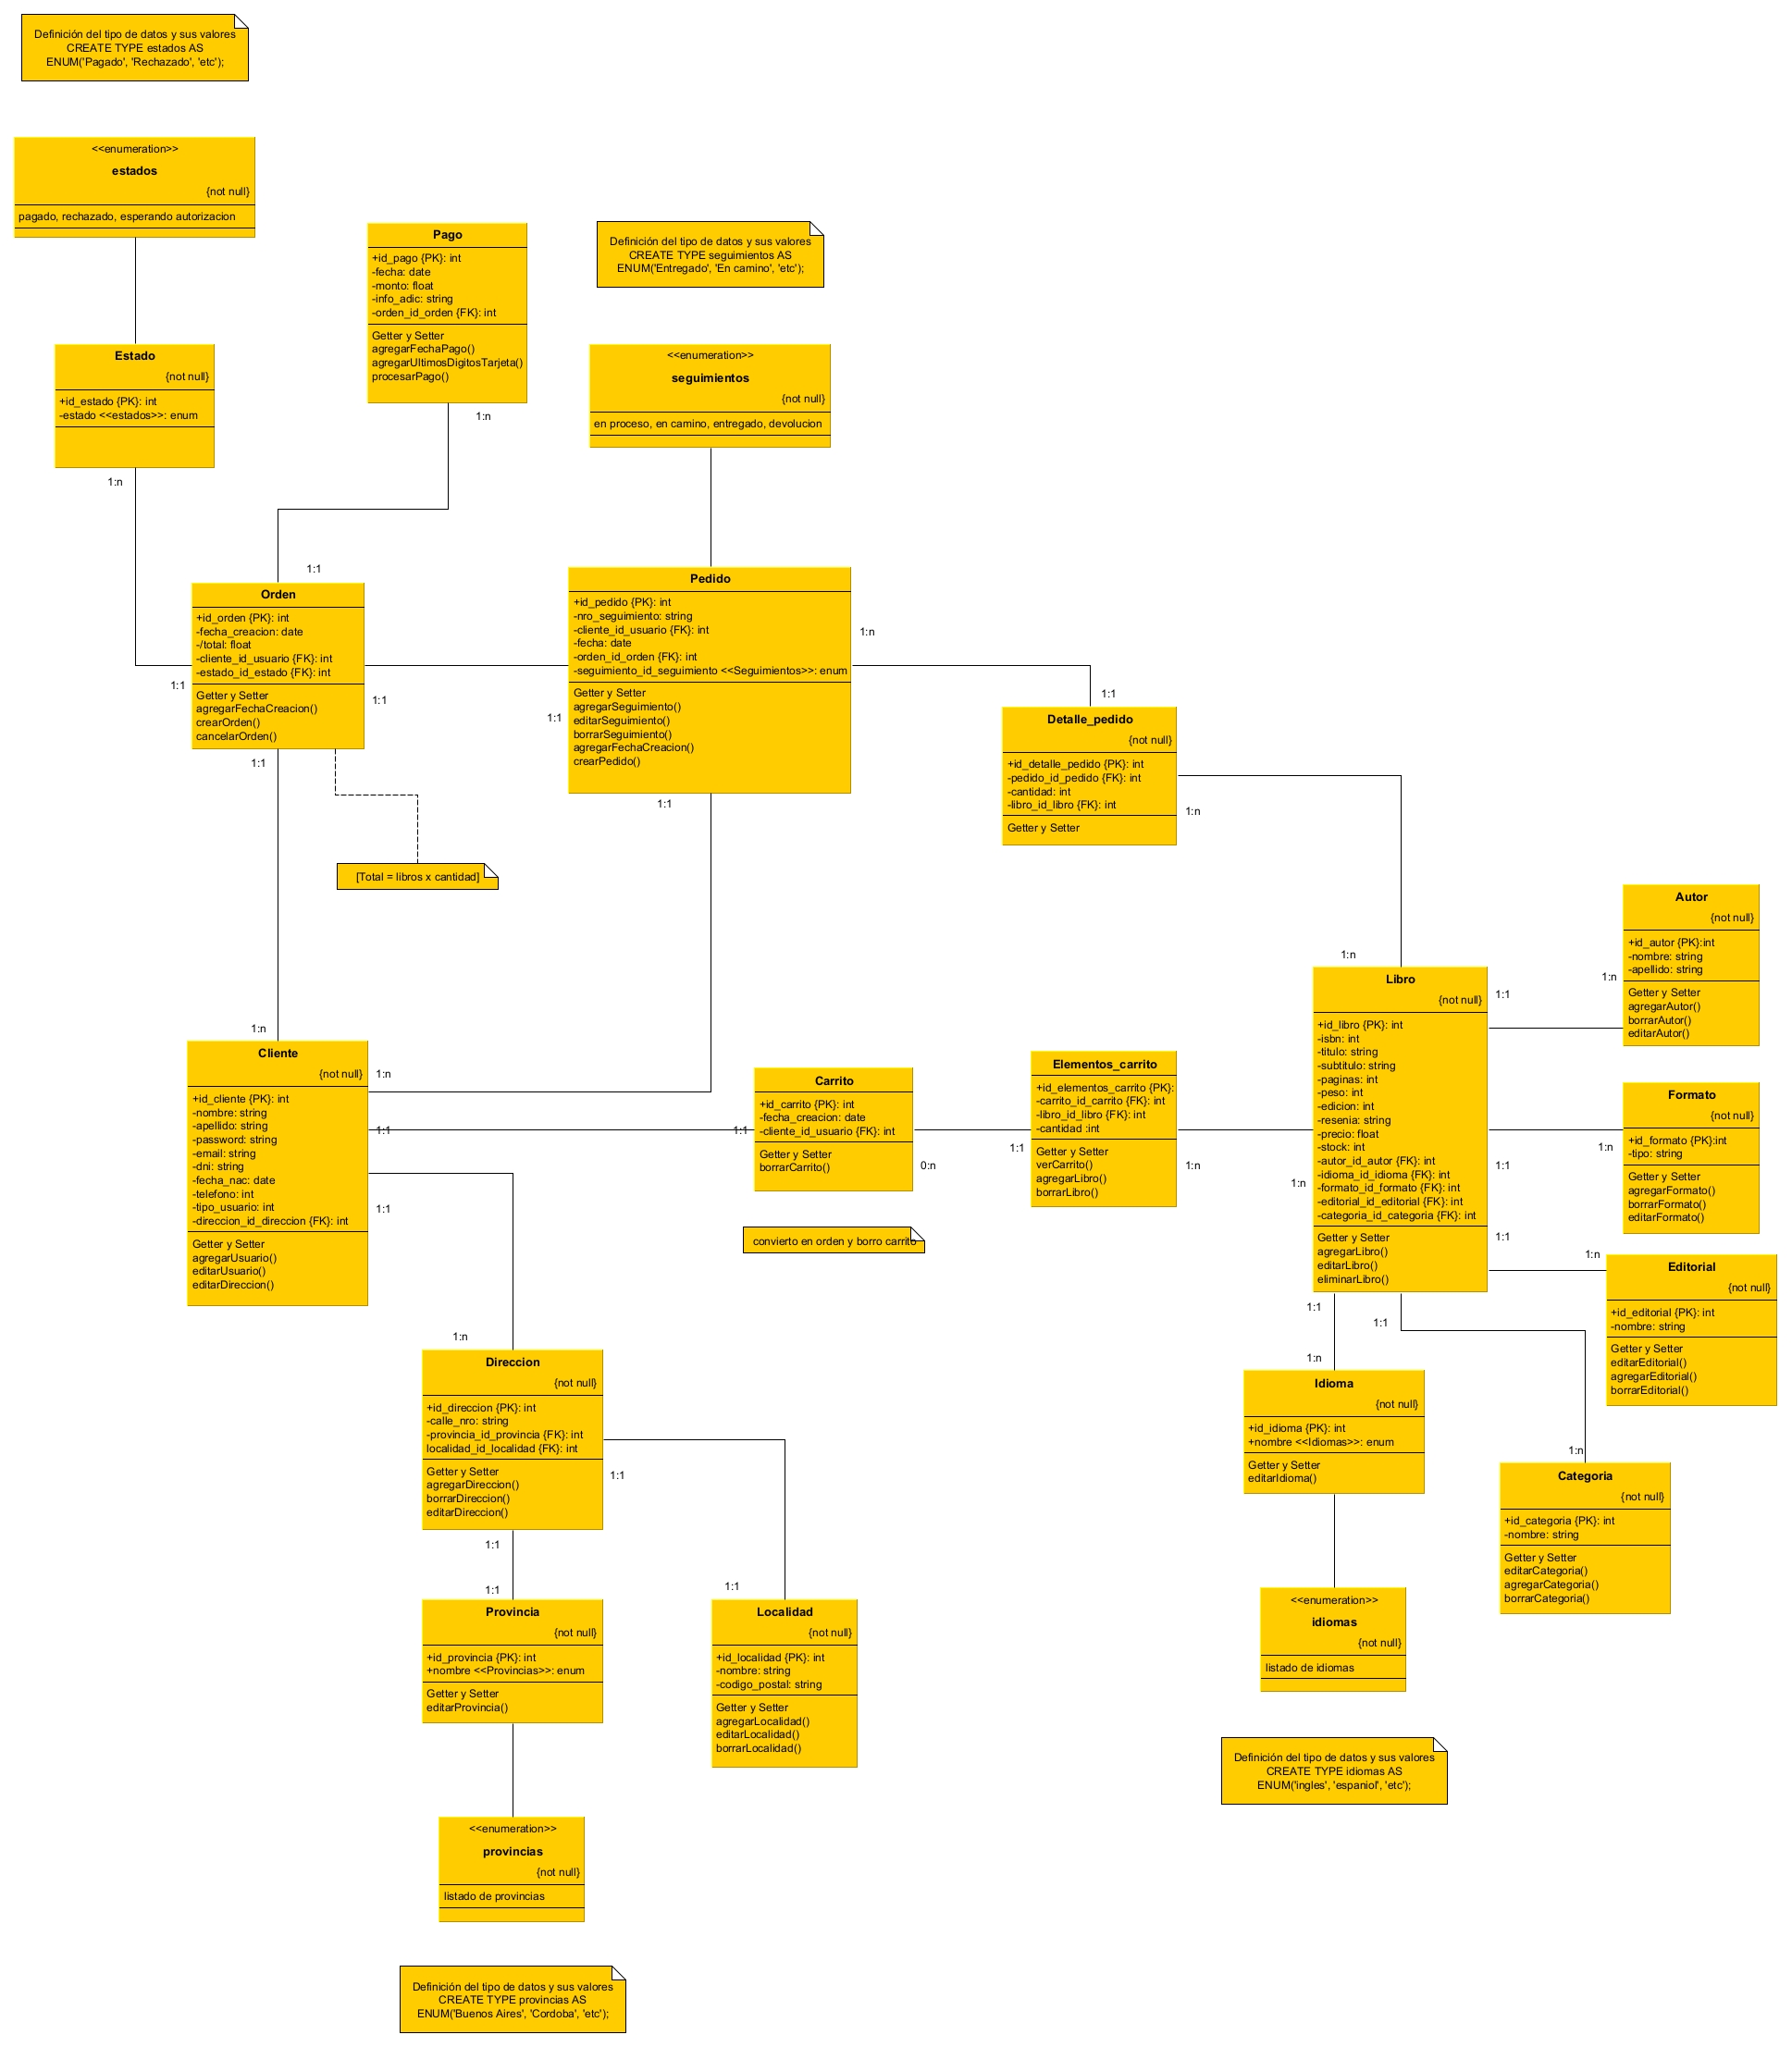 Definición del tipo de datos y sus valores
CREATE TYPE estados AS
ENUM('Pagado', 'Rechazado', 'etc');
<<enumeration>>
estados
{not null}
pagado, rechazado, esperando autorizacion
Pago
+id_pago {PK}: int
-fecha: date
-monto: float
-info_adic: string
-orden_id_orden {FK}: int
Getter y Setter
agregarFechaPago()
agregarUltimosDigitosTarjeta()
procesarPago()
1:n
Definición del tipo de datos y sus valores
CREATE TYPE seguimientos AS
ENUM('Entregado', 'En camino', 'etc');
Estado
{not null}
+id_estado {PK}: int
-estado <<estados>>: enum
1:n
<<enumeration>>
seguimientos
{not null}
en proceso, en camino, entregado, devolucion
1:1
Orden
+id_orden {PK}: int
-fecha_creacion: date
-/total: float
-cliente_id_usuario {FK}: int
-estado_id_estado {FK}: int
Getter y Setter
agregarFechaCreacion()
crearOrden()
cancelarOrden()
1:1
1:1
1:1
Pedido
+id_pedido {PK}: int
-nro_seguimiento: string
-cliente_id_usuario {FK}: int
-fecha: date
-orden_id_orden {FK}: int
-seguimiento_id_seguimiento <<Seguimientos>>: enum
Getter y Setter
agregarSeguimiento()
editarSeguimiento()
borrarSeguimiento()
agregarFechaCreacion()
crearPedido()
1:n
1:1
1:1
1:1
Detalle_pedido
{not null}
+id_detalle_pedido {PK}: int
-pedido_id_pedido {FK}: int
-cantidad: int
-libro_id_libro {FK}: int
Getter y Setter
1:n
[Total = libros x cantidad]
1:n
Autor
{not null}
+id_autor {PK}:int
-nombre: string
-apellido: string
Getter y Setter
agregarAutor()
borrarAutor()
editarAutor()
1:n
1:n
Cliente
{not null}
+id_cliente {PK}: int
-nombre: string
-apellido: string
-password: string
-email: string
-dni: string
-fecha_nac: date
-telefono: int
-tipo_usuario: int
-direccion_id_direccion {FK}: int
Getter y Setter
agregarUsuario()
editarUsuario()
editarDireccion()
1:n
1:1
1:1
1:1
Carrito
+id_carrito {PK}: int
-fecha_creacion: date
-cliente_id_usuario {FK}: int
Getter y Setter
borrarCarrito()
0:n
1:1
convierto en orden y borro carrito
Elementos_carrito
+id_elementos_carrito {PK}:
-carrito_id_carrito {FK}: int
-libro_id_libro {FK}: int
-cantidad :int
Getter y Setter
verCarrito()
agregarLibro()
borrarLibro()
1:n
1:n
Libro
{not null}
+id_libro {PK}: int
-isbn: int
-titulo: string
-subtitulo: string
-paginas: int
-peso: int
-edicion: int
-resenia: string
-precio: float
-stock: int
-autor_id_autor {FK}: int
-idioma_id_idioma {FK}: int
-formato_id_formato {FK}: int
-editorial_id_editorial {FK}: int
-categoria_id_categoria {FK}: int
Getter y Setter
agregarLibro()
editarLibro()
eliminarLibro()
1:1
1:1
1:1
1:1
1:1
1:n
Formato
{not null}
+id_formato {PK}:int
-tipo: string
Getter y Setter
agregarFormato()
borrarFormato()
editarFormato()
1:n
Editorial
{not null}
+id_editorial {PK}: int
-nombre: string
Getter y Setter
editarEditorial()
agregarEditorial()
borrarEditorial()
1:n
Direccion
{not null}
+id_direccion {PK}: int
-calle_nro: string
-provincia_id_provincia {FK}: int
localidad_id_localidad {FK}: int
Getter y Setter
agregarDireccion()
borrarDireccion()
editarDireccion()
1:1
1:1
1:n
Idioma
{not null}
+id_idioma {PK}: int
+nombre <<Idiomas>>: enum
Getter y Setter
editarIdioma()
1:n
Categoria
{not null}
+id_categoria {PK}: int
-nombre: string
Getter y Setter
editarCategoria()
agregarCategoria()
borrarCategoria()
1:1
Provincia
{not null}
+id_provincia {PK}: int
+nombre <<Provincias>>: enum
Getter y Setter
editarProvincia()
1:1
Localidad
{not null}
+id_localidad {PK}: int
-nombre: string
-codigo_postal: string
Getter y Setter
agregarLocalidad()
editarLocalidad()
borrarLocalidad()
<<enumeration>>
idiomas
{not null}
listado de idiomas
Definición del tipo de datos y sus valores
CREATE TYPE idiomas AS
ENUM('ingles', 'espaniol', 'etc');
<<enumeration>>
provincias
{not null}
listado de provincias
Definición del tipo de datos y sus valores
CREATE TYPE provincias AS
ENUM('Buenos Aires', 'Cordoba', 'etc');